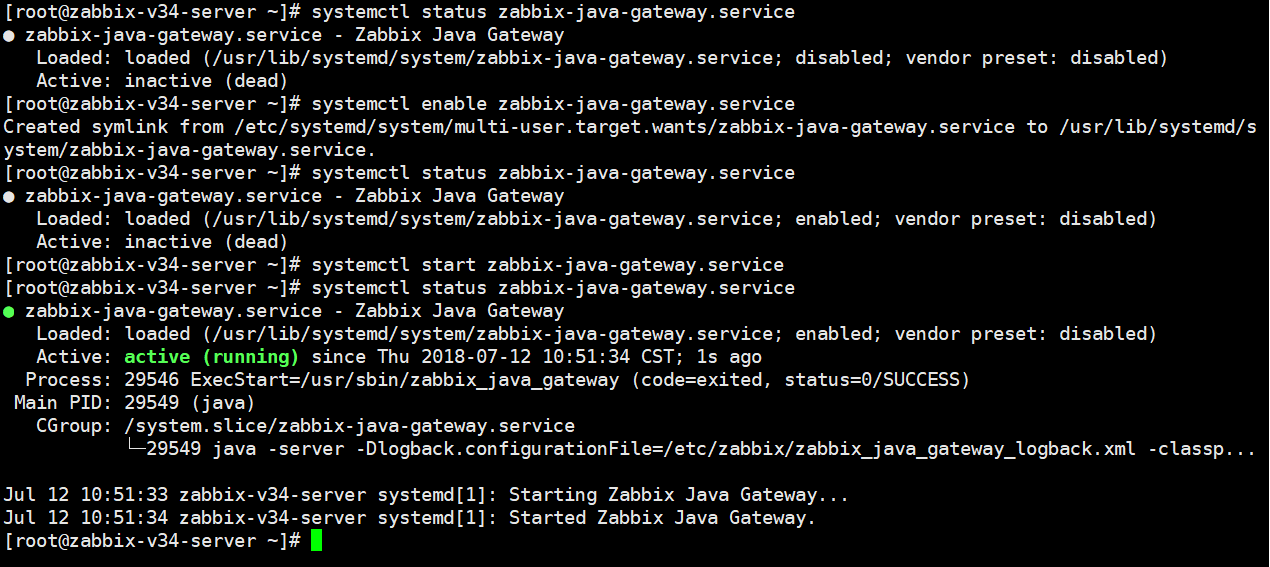 [root@zabbix-v34-server ~]# systemctl status zabbix-java-gateway.service
● zabbix-java-gateway.service - Zabbix Java Gateway
   Loaded: loaded (/usr/lib/systemd/system/zabbix-java-gateway.service; disabled; vendor preset: disabled)
   Active: inactive (dead)
[root@zabbix-v34-server ~]# systemctl enable zabbix-java-gateway.service
Created symlink from /etc/systemd/system/multi-user.target.wants/zabbix-java-gateway.service to /usr/lib/systemd/s
ystem/zabbix-java-gateway.service.
[root@zabbix-v34-server ~]# systemctl status zabbix-java-gateway.service
● zabbix-java-gateway.service - Zabbix Java Gateway
   Loaded: loaded (/usr/lib/systemd/system/zabbix-java-gateway.service; enabled; vendor preset: disabled)
   Active: inactive (dead)
[root@zabbix-v34-server ~]# systemctl start zabbix-java-gateway.service
[root@zabbix-v34-server ~]# systemctl status zabbix-java-gateway.service
● zabbix-java-gateway.service - Zabbix Java Gateway
   Loaded: loaded (/usr/lib/systemd/system/zabbix-java-gateway.service; enabled; vendor preset: disabled)
   Active: active (running) since Thu 2018-07-12 10:51:34 CST; 1s ago
  Process: 29546 ExecStart=/usr/sbin/zabbix_java_gateway (code=exited, status=0/SUCCESS)
 Main PID: 29549 (java)
   CGroup: /system.slice/zabbix-java-gateway.service
           └─29549 java -server -Dlogback.configurationFile=/etc/zabbix/zabbix_java_gateway_logback.xml -classp...

Jul 12 10:51:33 zabbix-v34-server systemd[1]: Starting Zabbix Java Gateway...
Jul 12 10:51:34 zabbix-v34-server systemd[1]: Started Zabbix Java Gateway.
[root@zabbix-v34-server ~]#